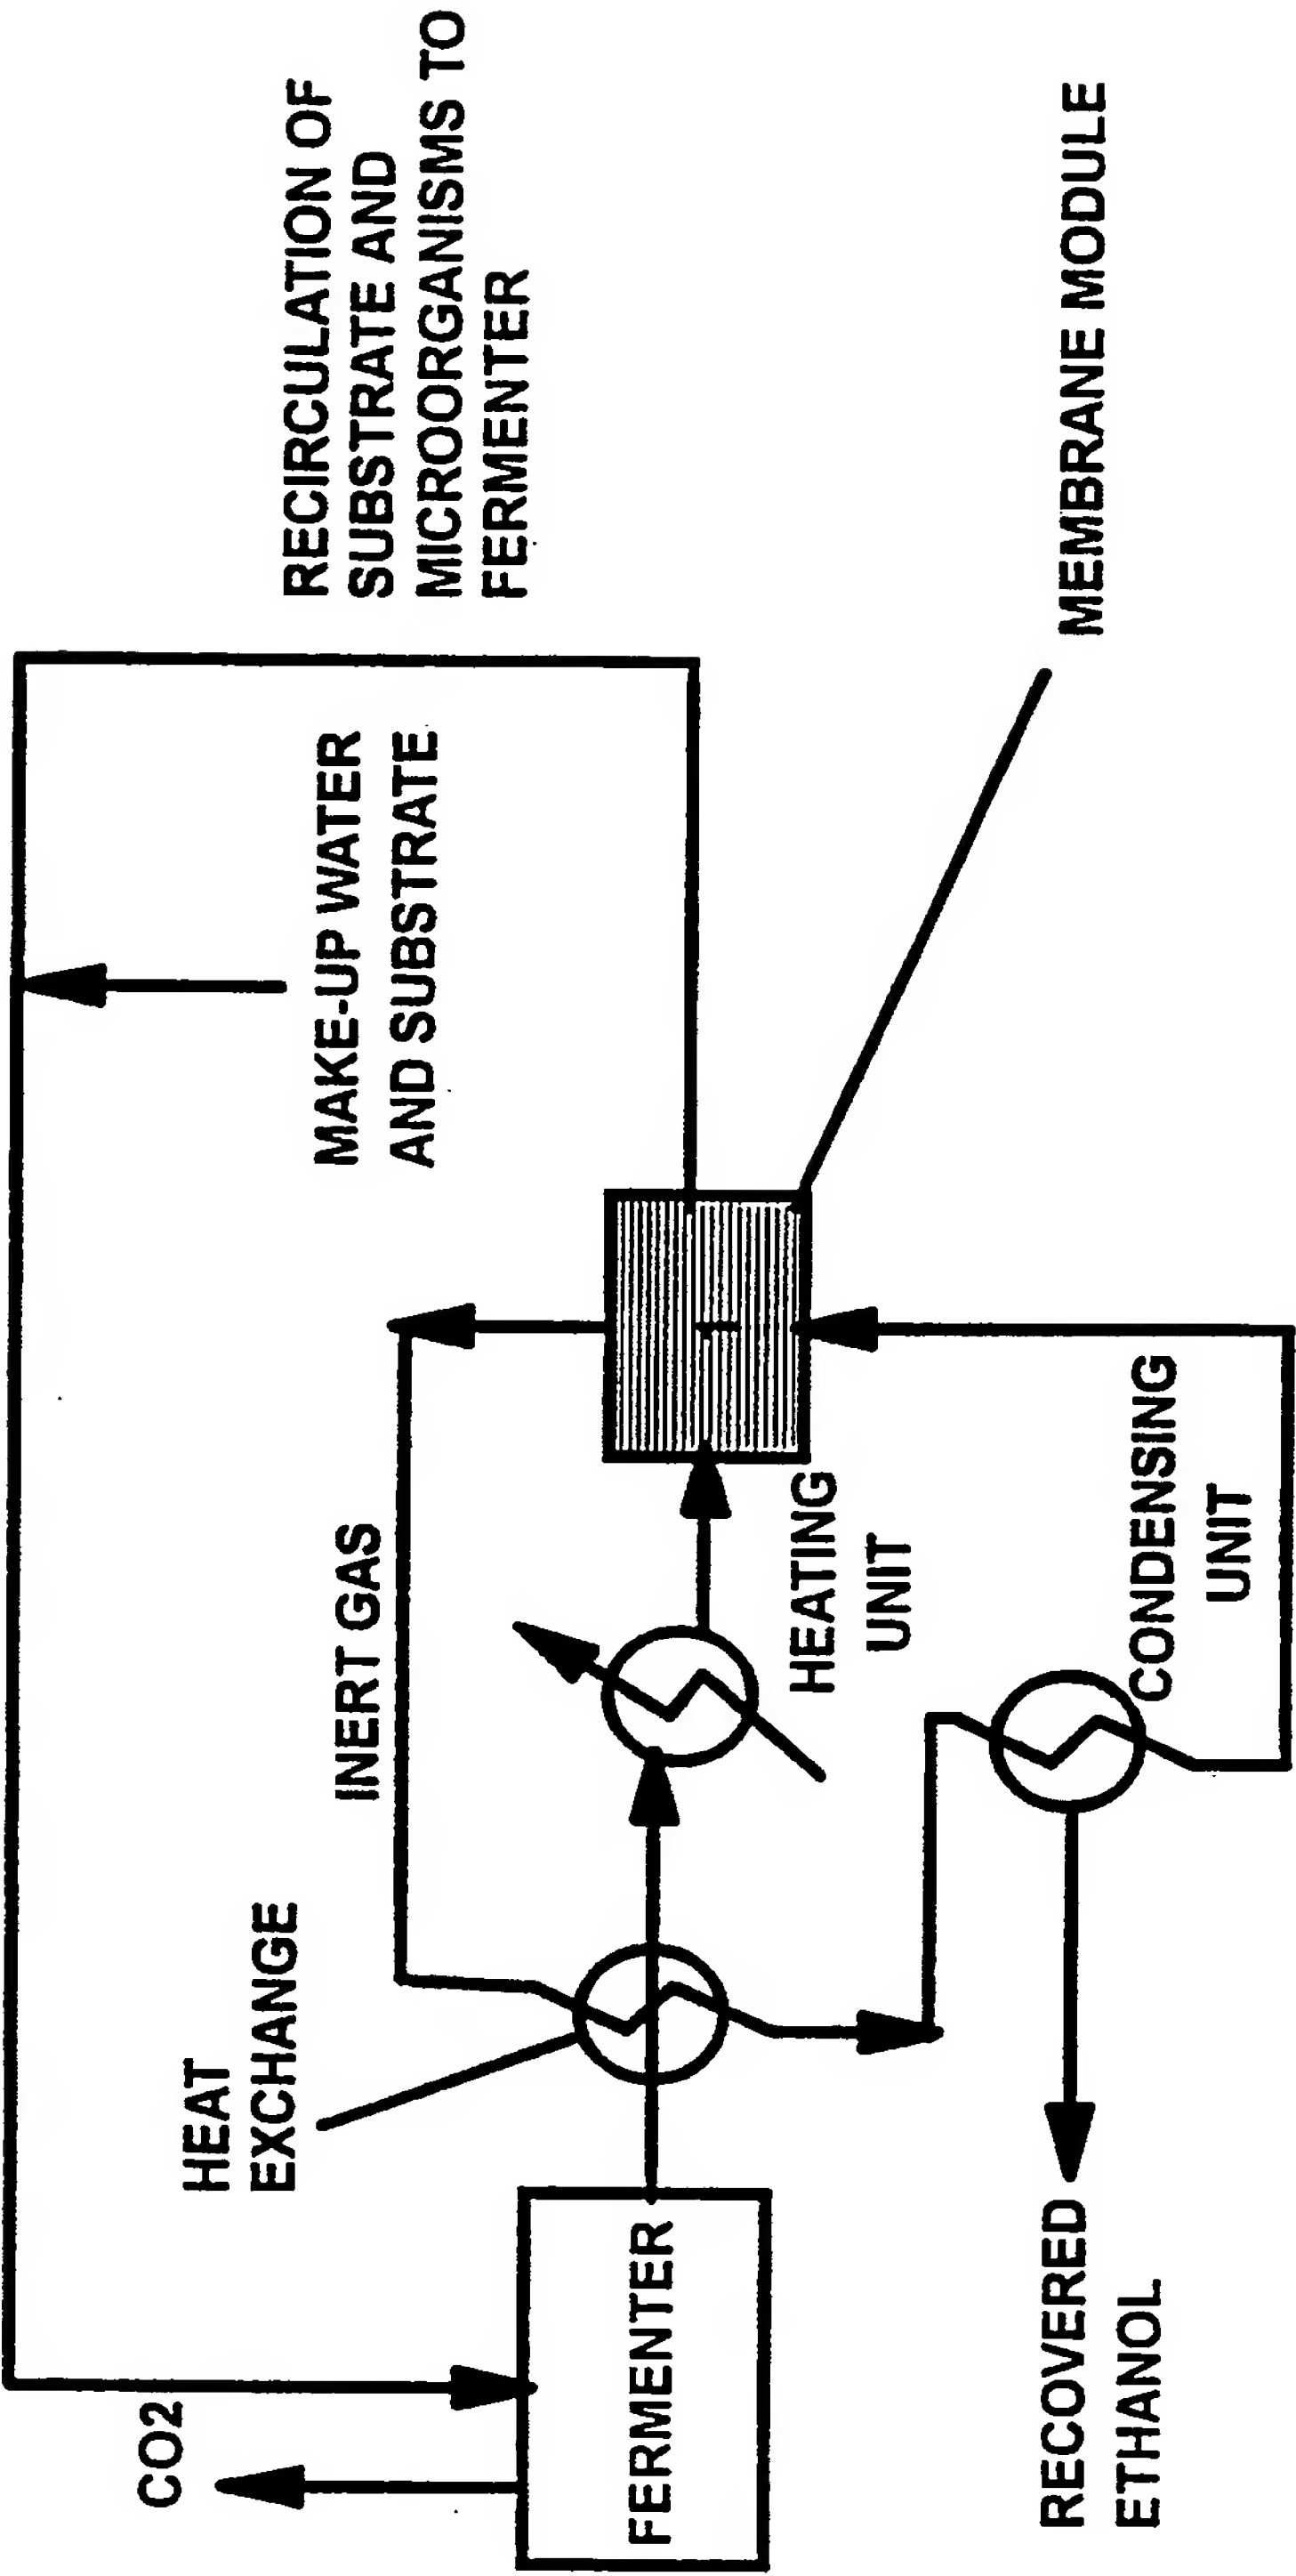 RECIRCULATION OF
SUBSTRATE AND
MICROORGANISMS TO
FERMENTER
MAKE-UP WATER
AND SUBSTRATE
CO2
HEAT
EXCHANGE
INERT GAS
FERMENTER
HEATING
UNIT
MEMBRANE MODULE
CONDENSING
UNIT
RECOVERED
ETHANOL